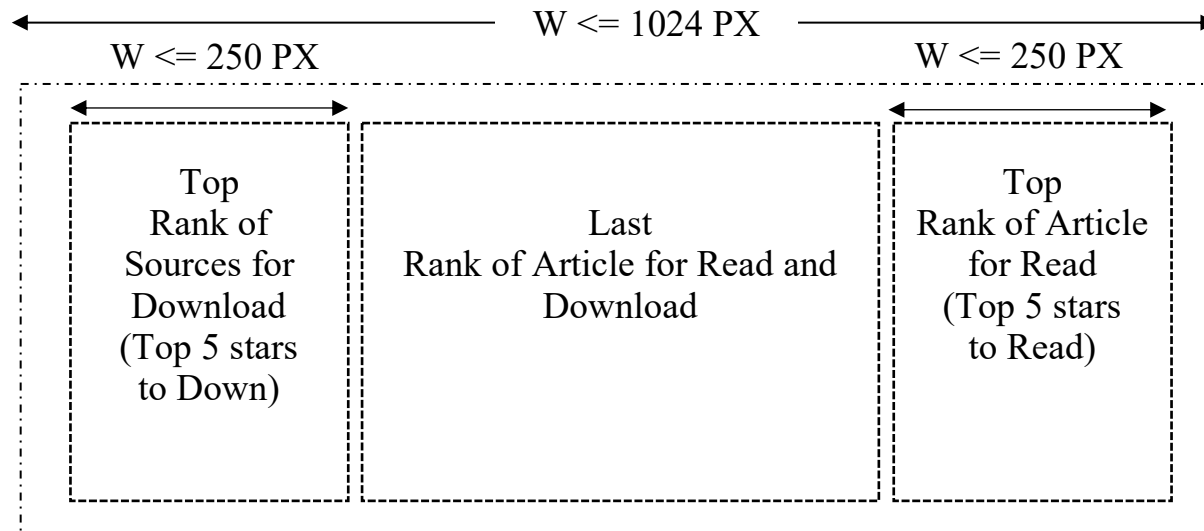 W <= 1024 PX
W <= 250 PX
W <= 250 PX
Top
Rank of
Sources for
Download
(Top 5 stars
to Down)
Last
Rank of Article for Read and
Download
Top
Rank of Article
for Read
(Top 5 stars
to Read)